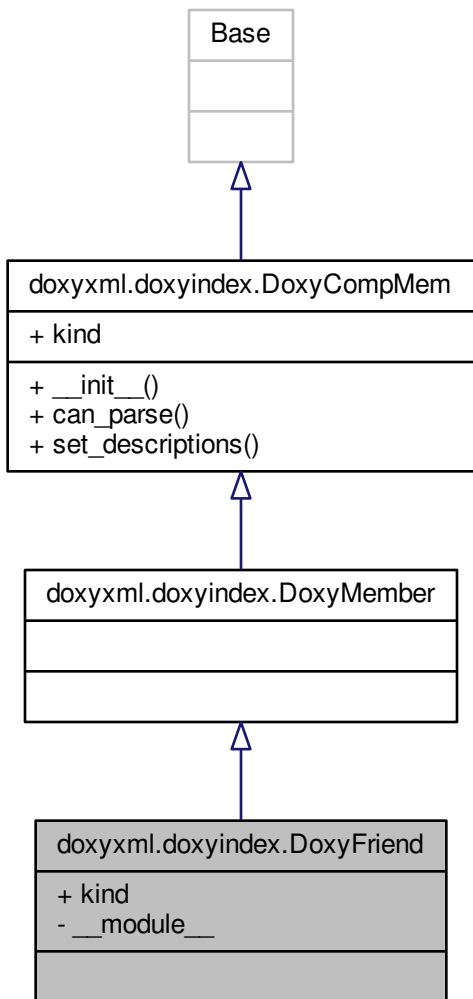 Base
doxyxml.doxyindex.DoxyCompMem
+ kind
+ __init__()
+ can_parse()
+ set_descriptions()
doxyxml.doxyindex.DoxyMember
doxyxml.doxyindex.DoxyFriend
+ kind
- __module__